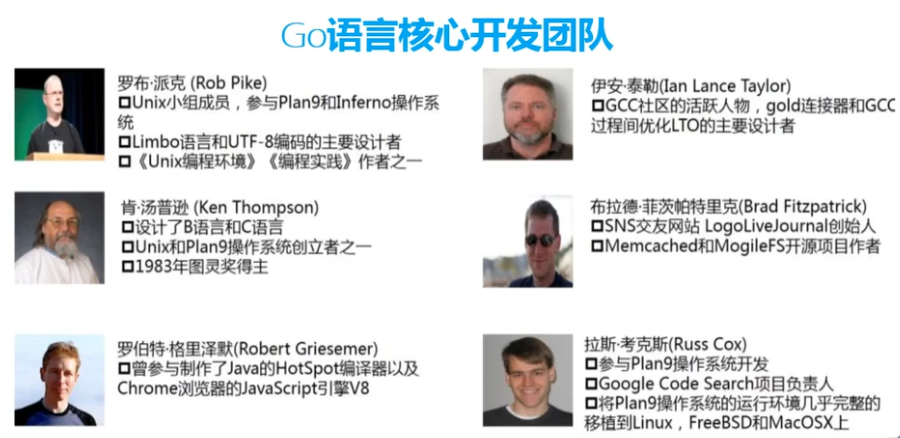 Go语言核心开发团队
罗布·派克 (Rob Pike)
❑Unix小组成员，参与Plan9和Inferno操作系
统
❑Limbo语言和UTF-8编码的主要设计者
❑《Unix编程环境》《编程实践》作者之一
肯·汤普逊 (Ken Thompson)
❑设计了B语言和C语言
❑Unix和Plan9操作系统创立者之一
❑1983年图灵奖得主
罗伯特·格里泽默(Robert Griesemer)
❑曾参与制作了Java的HotSpot编译器以及
Chrome浏览器的JavaScript引擎V8
伊安·泰勒(Ian Lance Taylor)
❑GCC社区的活跃人物，gold连接器和GCC
过程间优化LTO的主要设计者
布拉德·菲茨帕特里克(Brad Fitzpatrick)
❑SNS交友网站 LogoLiveJournal创始人
❑Memcached和MogileFS开源项目作者
拉斯·考克斯(Russ Cox)
❑参与Plan9操作系统开发
❑Google Code Search项目负责人
❑将Plan9操作系统的运行环境几乎完整的
移植到Linux，FreeBSD和MacOSX上